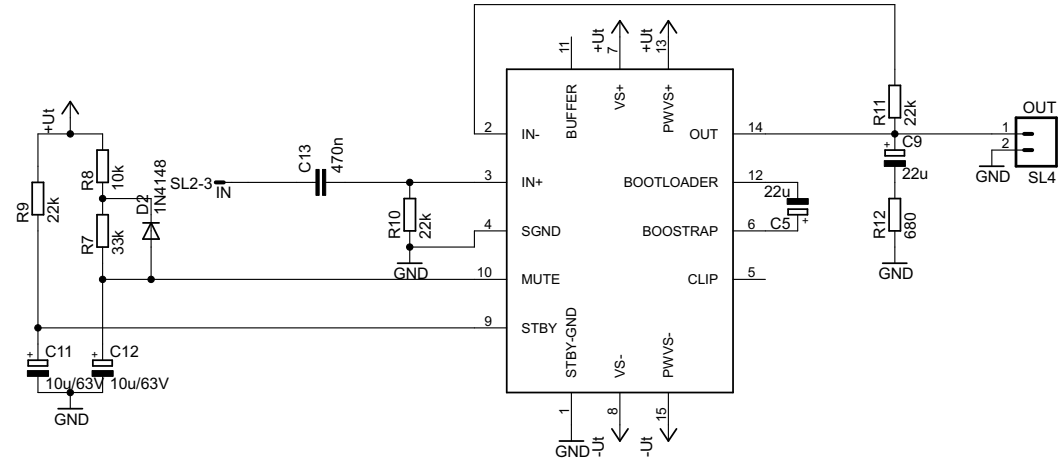 +Ut
R8
10k
R9
22k
D2
1N4148
R7
33k
+
C11
10u/63V
+
C12
10u/63V
GND
SL2-3
IN
C13
470n
R10
22k
GND
2
3
4
10
9
IN-
IN+
SGND
MUTE
STBY
11
BUFFER
+Ut
7
VS+
+Ut
13
PWVS+
OUT
BOOTLOADER
BOOSTRAP
CLIP
STBY-GND
VS-
PWVS-
1
8
15
GND
-Ut
-Ut
14
12
6
5
22u
C5
+
R11
22k
+
C9
22u
R12
680
GND
OUT
1
2
GND
SL4